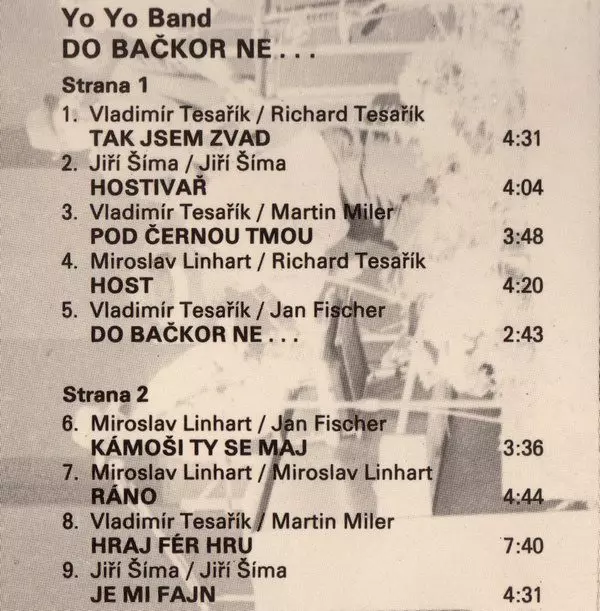 Yo Yo Band
DO BAČKOR NE...
Strana 1
1. Vladimír Tesařík / Richard Tesařík
TAK JSEM ZVAD 4:31
2. Jiří Šíma / Jiří Šíma
HOSTIVAŘ 4:04
3. Vladimír Tesařík / Martin Miler
POD ČERNOU TMOU 3:48
4. Miroslav Linhart / Richard Tesařík
HOST 4:20
5. Vladimír Tesařík / Jan Fischer
DO BAČKOR NE... 2:43
Strana 2
6. Miroslav Linhart / Jan Fischer
KÁMOŠI TY SE MAJ 3:36
7. Miroslav Linhart / Miroslav Linhart
RÁNO 4:44
8. Vladimír Tesařík / Martin Miler
HRAJ FÉR HRU 7:40
9. Jiří Šíma / Jiří Šíma
JE MI FAJN 4:31